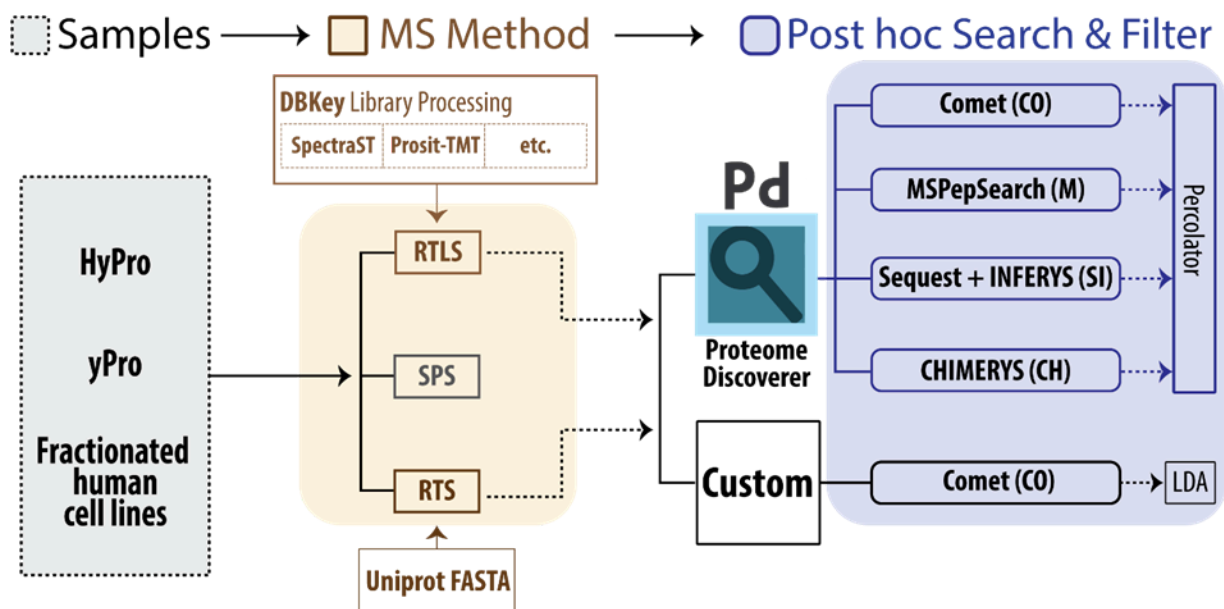 Samples
MS Method
Post hoc Search & Filter
DBKey Library Processing
SpectraST
Prosit-TMT
etc.
HyPro
yPro
Fractionated
human
cell lines
RTLS
SPS
RTS
Uniprot FASTA
Pd
Proteome
Discoverer
Custom
Comet (CO)
MSPepSearch (M)
Sequest + INFERYS (SI)
CHIMERYS (CH)
Percolator
Comet (CO)
LDA